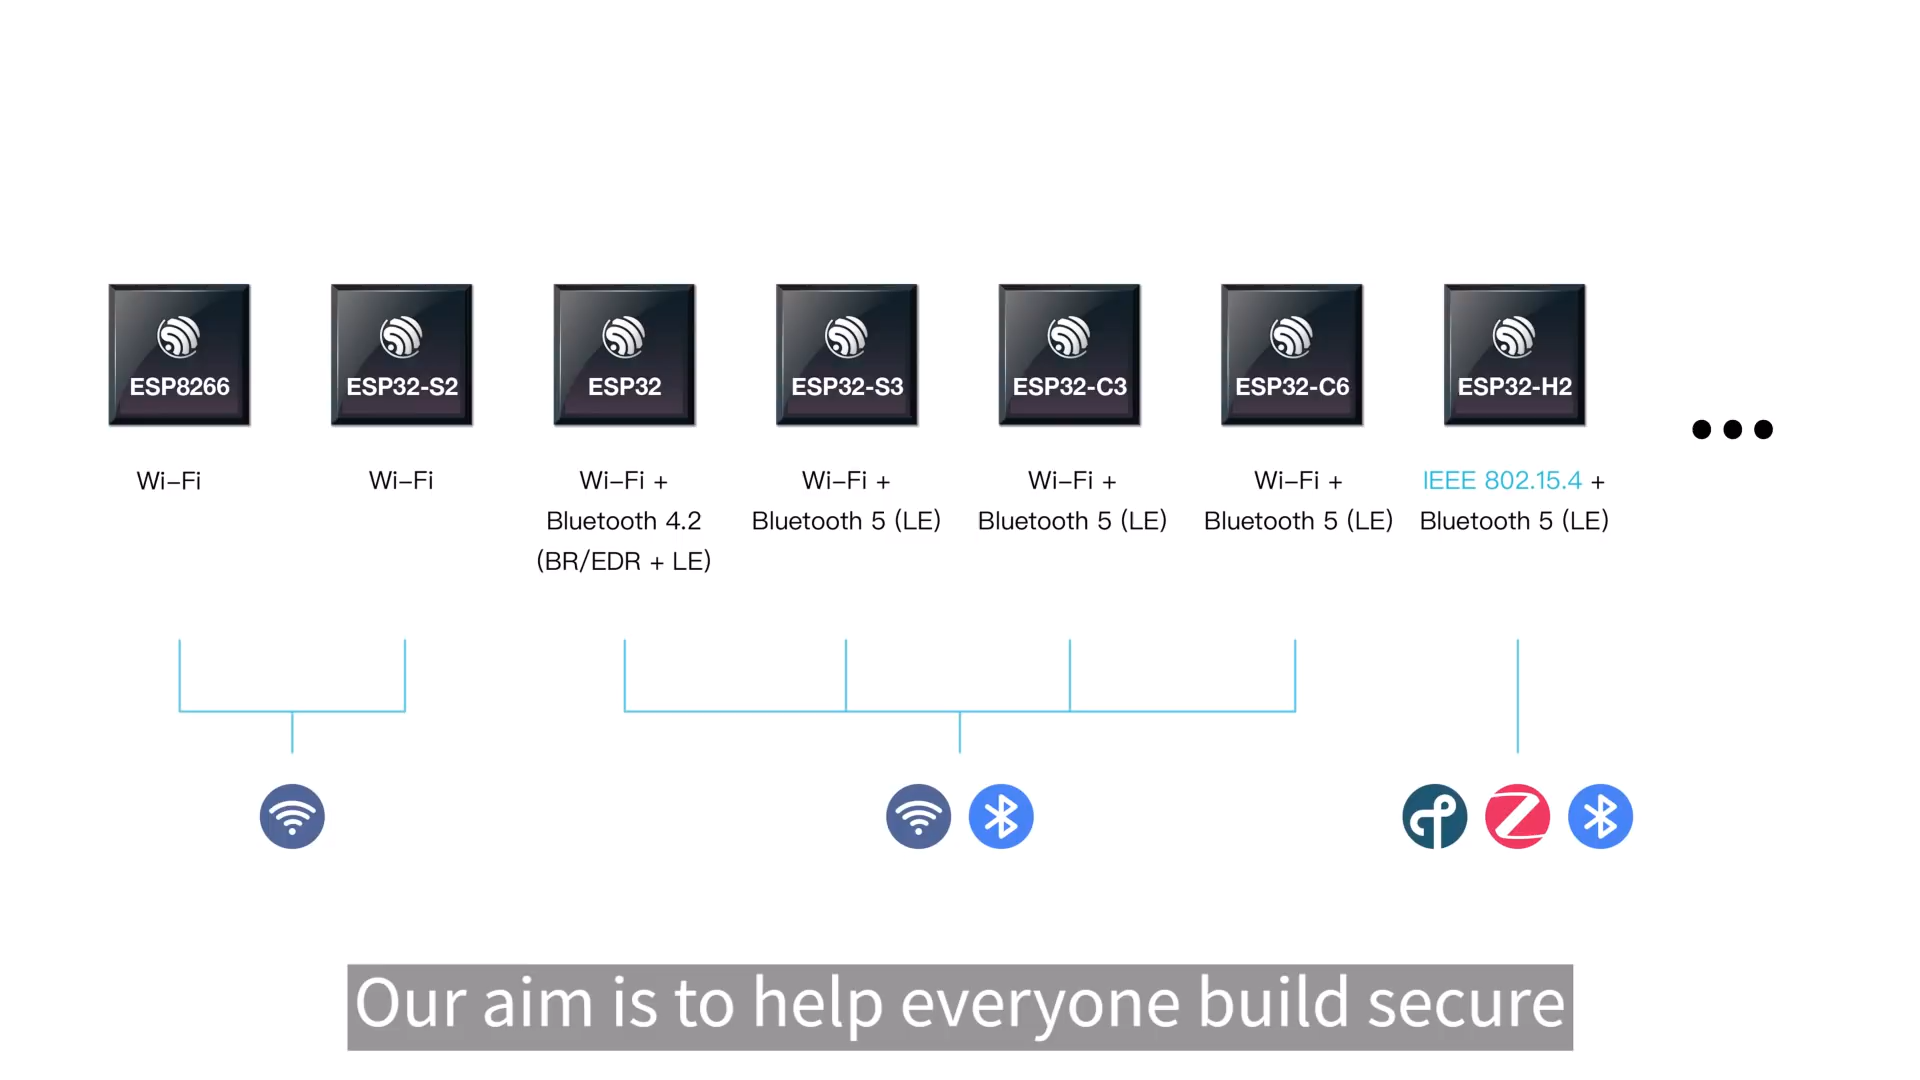 ESP8266
ESP32-S2
ESP32
ESP32-S3
ESP32-C3
ESP32-C6
ESP32-H2
Wi-Fi
Wi-Fi
Wi-Fi +
Bluetooth 4.2
(BR/EDR + LE)
Wi-Fi +
Bluetooth 5 (LE)
Wi-Fi +
Bluetooth 5 (LE)
Wi-Fi +
Bluetooth 5 (LE)
IEEE 802.15.4 +
Bluetooth 5 (LE)
Our aim is to help everyone build secure